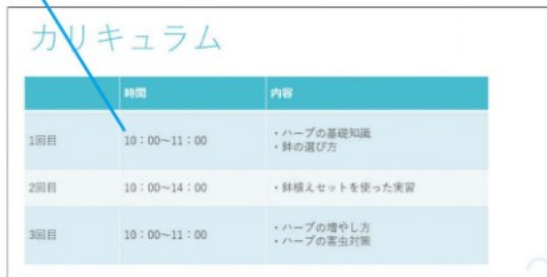 カリキュラム
時間 内容
1回目 10：00～11：00 ・ハーブの基礎知識
・鉢の選び方
2回目 10：00～14：00 ・鉢植えセットを使った実習
3回目 10：00～11：00 ・ハーブの増やし方
・ハーブの害虫対策